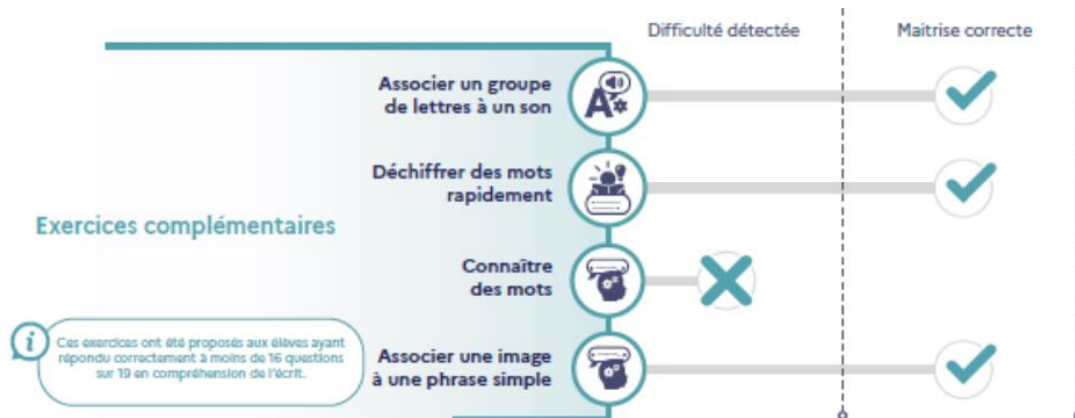 Difficulté détectée
Maitrise correcte
Associer un groupe
de lettres à un son
Déchiffrer des mots
rapidement
Exercices complémentaires
Connaître
des mots
Ces exercices ont été proposés aux élèves ayant
répondu correctement à moins de 16 questions
sur 19 en compréhension de l'écrit.
Associer une image
à une phrase simple